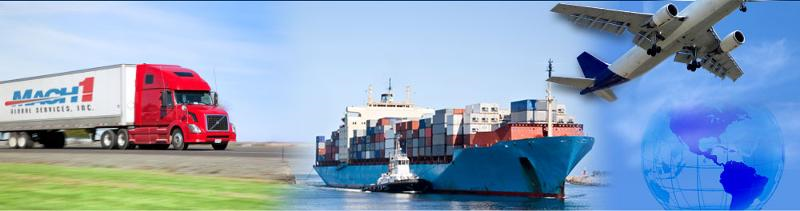 MACH 1
GLOBAL SERVICES, INC.